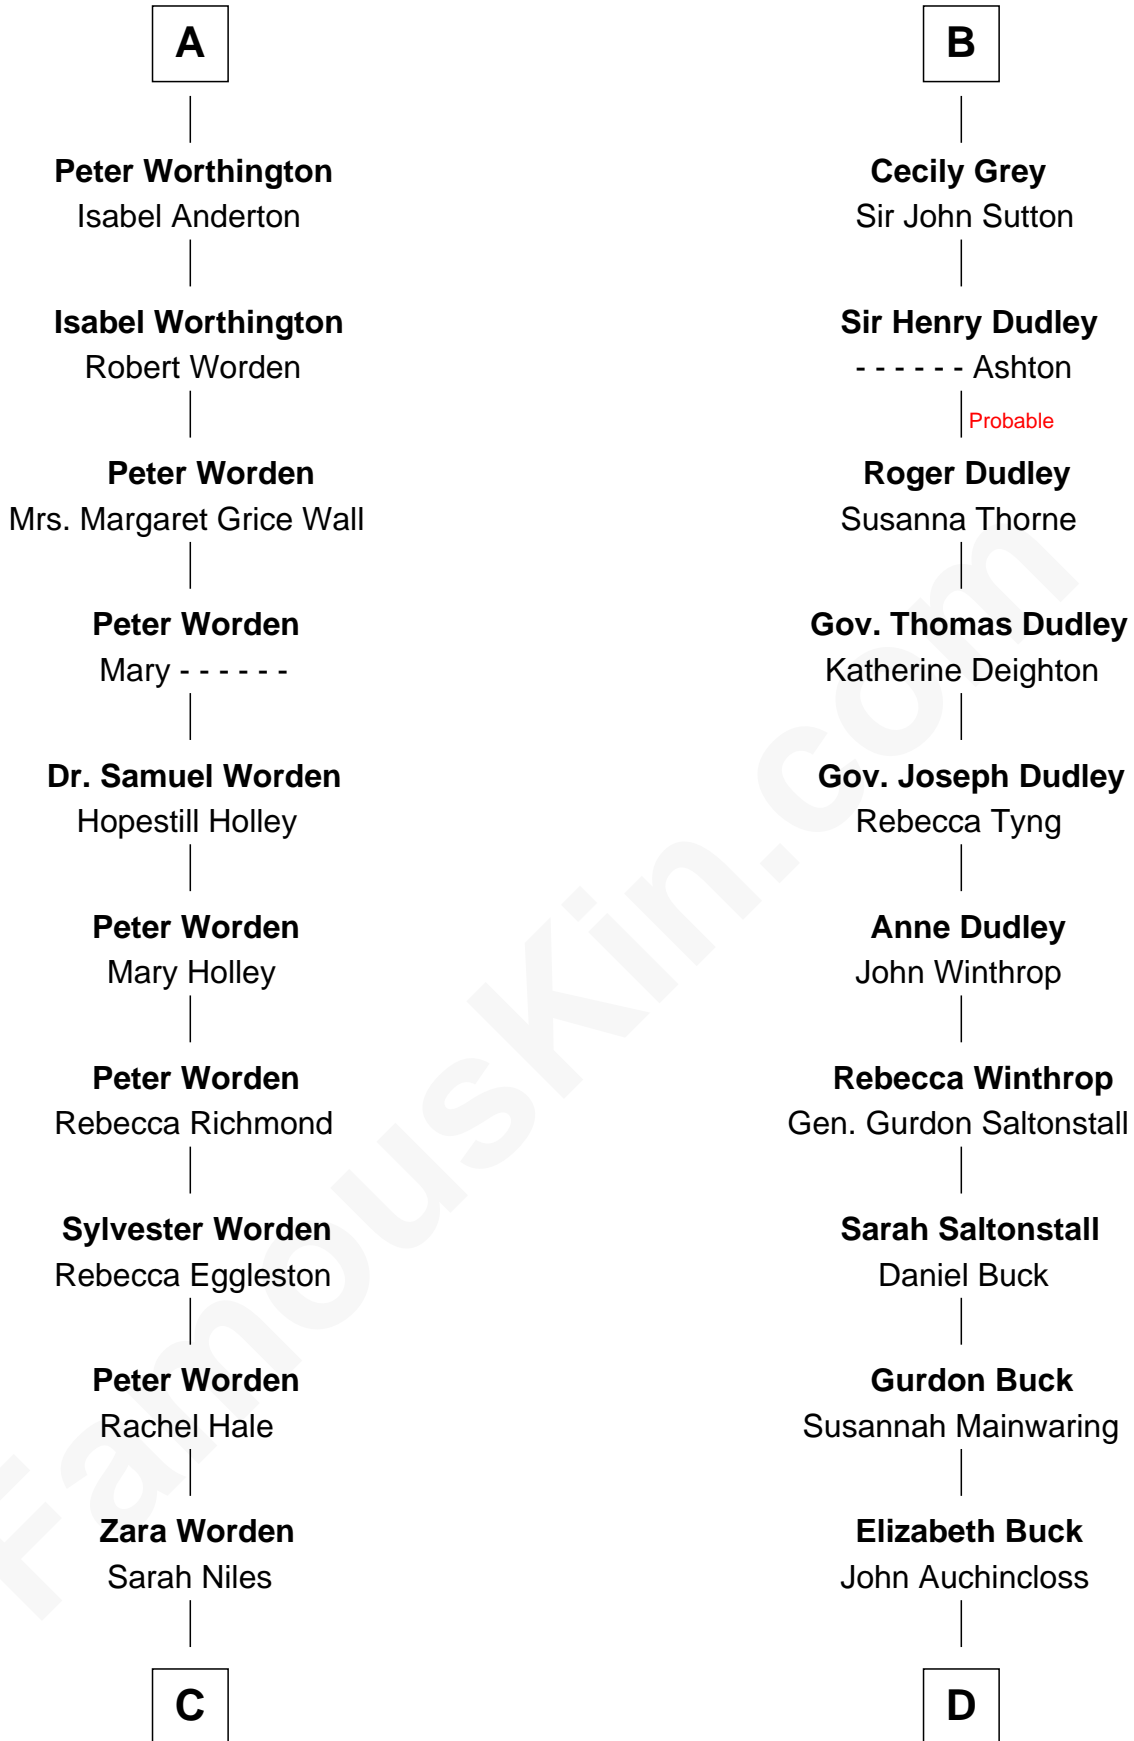 A
Peter Worthington
Isabel Anderton
Isabel Worthington
Robert Worden
Peter Worden
Mrs. Margaret Grice Wall
Peter Worden
Mary - - - - - -
Dr. Samuel Worden
Hopestill Holley
Peter Worden
Mary Holley
Peter Worden
Rebecca Richmond
Sylvester Worden
Rebecca Eggleston
Peter Worden
Rachel Hale
Zara Worden
Sarah Niles
C
B
Cecily Grey
Sir John Sutton
Sir Henry Dudley
- - - - - - Ashton
Probable
Roger Dudley
Susanna Thorne
Gov. Thomas Dudley
Katherine Deighton
Gov. Joseph Dudley
Rebecca Tyng
Anne Dudley
John Winthrop
Rebecca Winthrop
Gen. Gurdon Saltonstall
Sarah Saltonstall
Daniel Buck
Gurdon Buck
Susannah Mainwaring
Elizabeth Buck
John Auchincloss
D
FamousKin.com